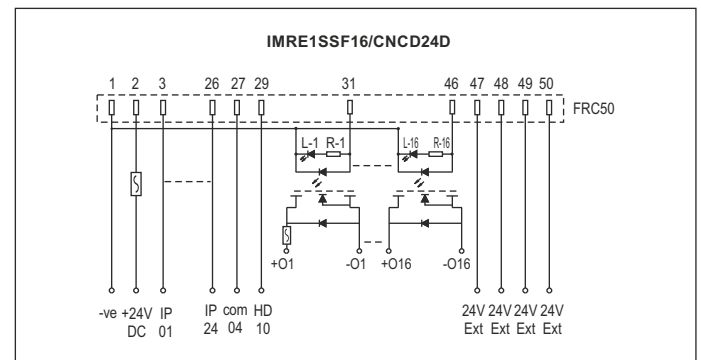 IMRE1SSF16/CNCD24D
1 2 3 26 27 29 31 46 47 48 49 50
FRC50
L-1 R-1 L-16 R-16
+O1 -O1 +O16 -O16
-ve +24V IP IP com HD 24V 24V 24V 24V
DC 01 24 04 10 Ext Ext Ext Ext